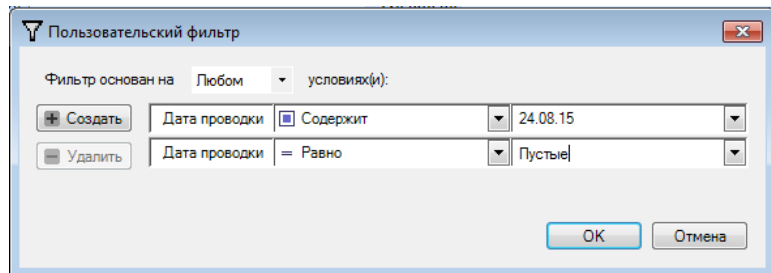 Пользовательский фильтр
Фильтр основан на Любом условиях(и):
Создать Дата проводки Содержит 24.08.15
Удалить Дата проводки = Равно Пустые
OK Отмена